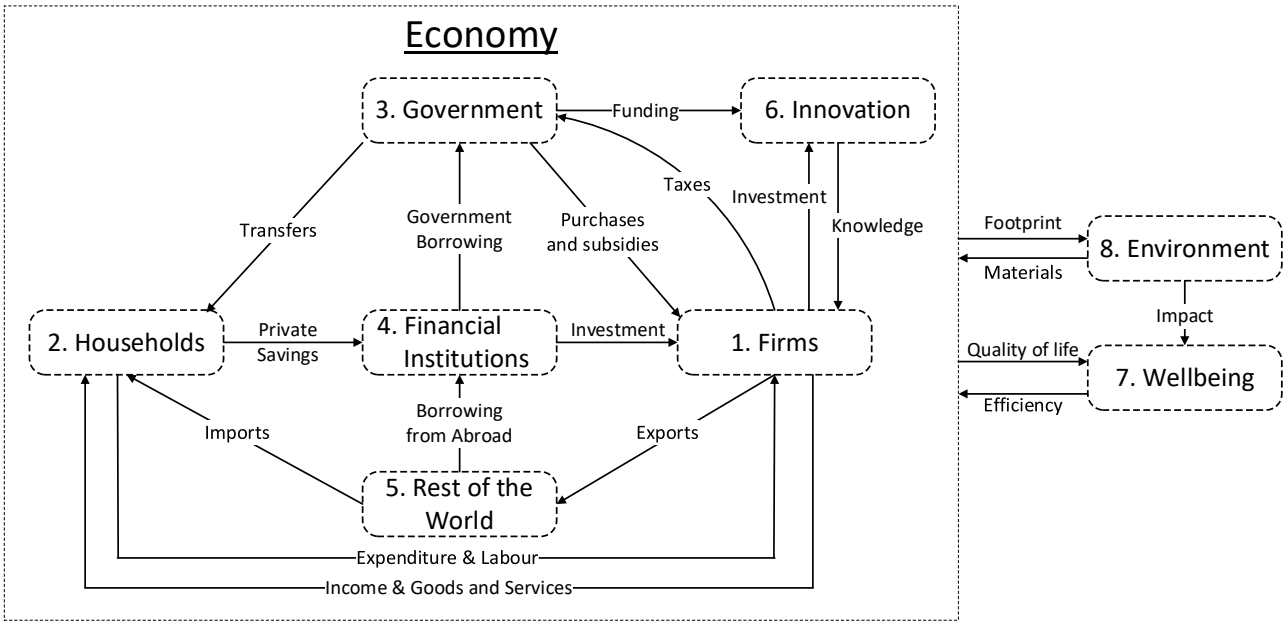 Economy
3. Government
Funding
6. Innovation
Taxes
Investment
Transfers
Government
Borrowing
Purchases
and subsidies
Knowledge
Footprint
Materials
8. Environment
Impact
2. Households
Private
Savings
4. Financial
Institutions
Investment
1. Firms
Quality of life
Efficiency
7. Wellbeing
Imports
Borrowing
from Abroad
Exports
5. Rest of the
World
Expenditure & Labour
Income & Goods and Services